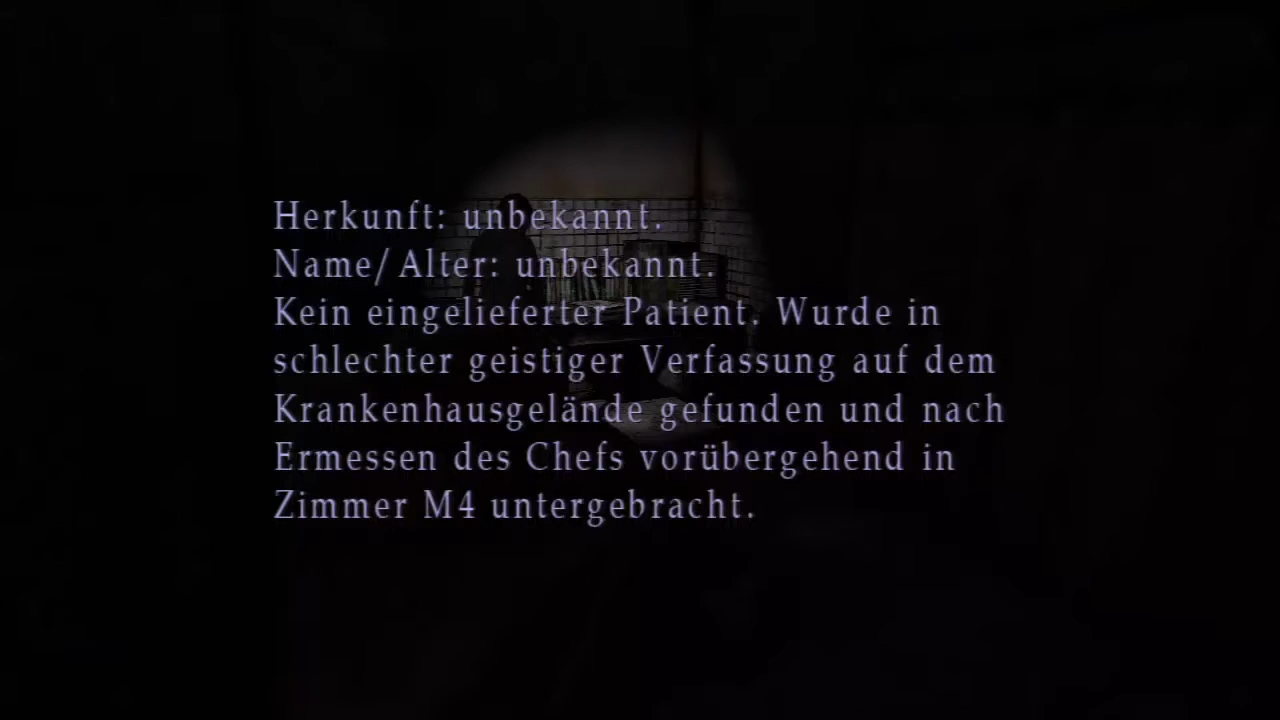 Herkunft: unbekannt.
Name/Alter: unbekannt.
Kein eingelieferter Patient. Wurde in
schlechter geistiger Verfassung auf dem
Krankenhausgelände gefunden und nach
Ermessen des Chefs vorübergehend in
Zimmer M4 untergebracht.